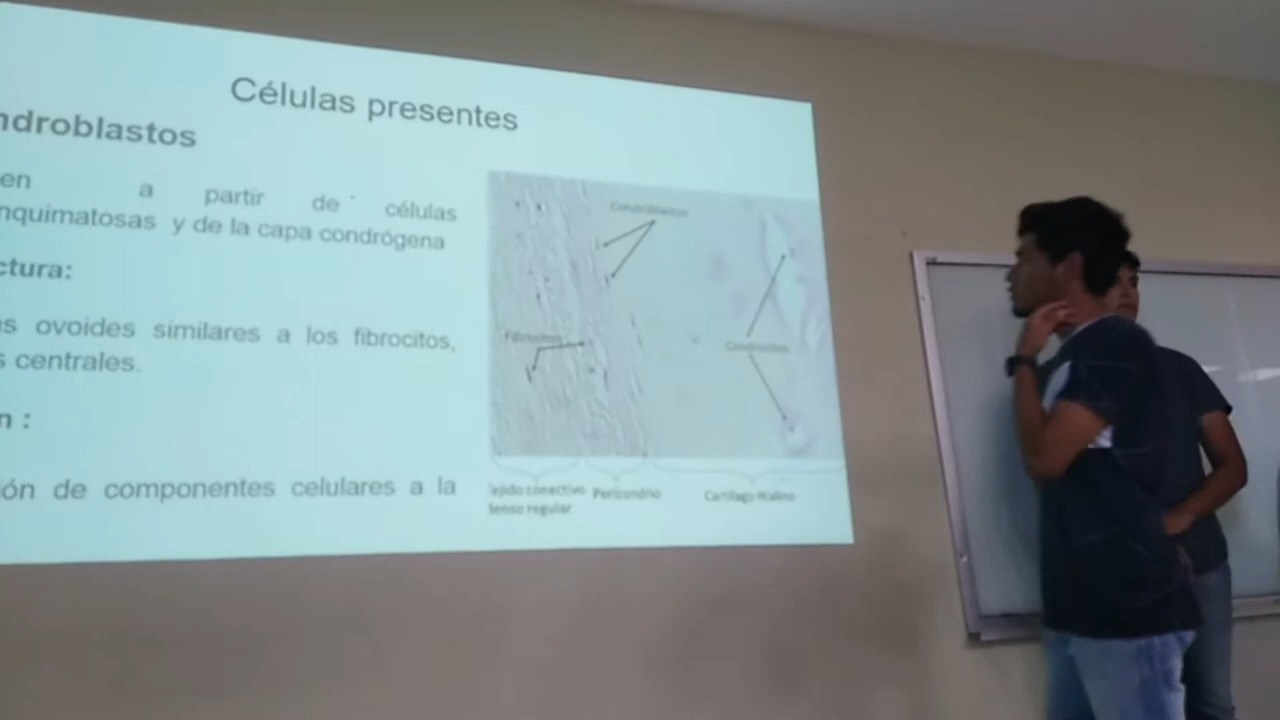 Células presentes
ndroblastos
en a partir de células
nquimatosas y de la capa condrógena
ctura:
s ovoides similares a los fibrocitos,
s centrales.
n :
ión de componentes celulares a la
Condroblastos
Fibrocitos
Condrocitos
Tejido conectivo
denso regular
Pericondrio
Cartílago Hialino